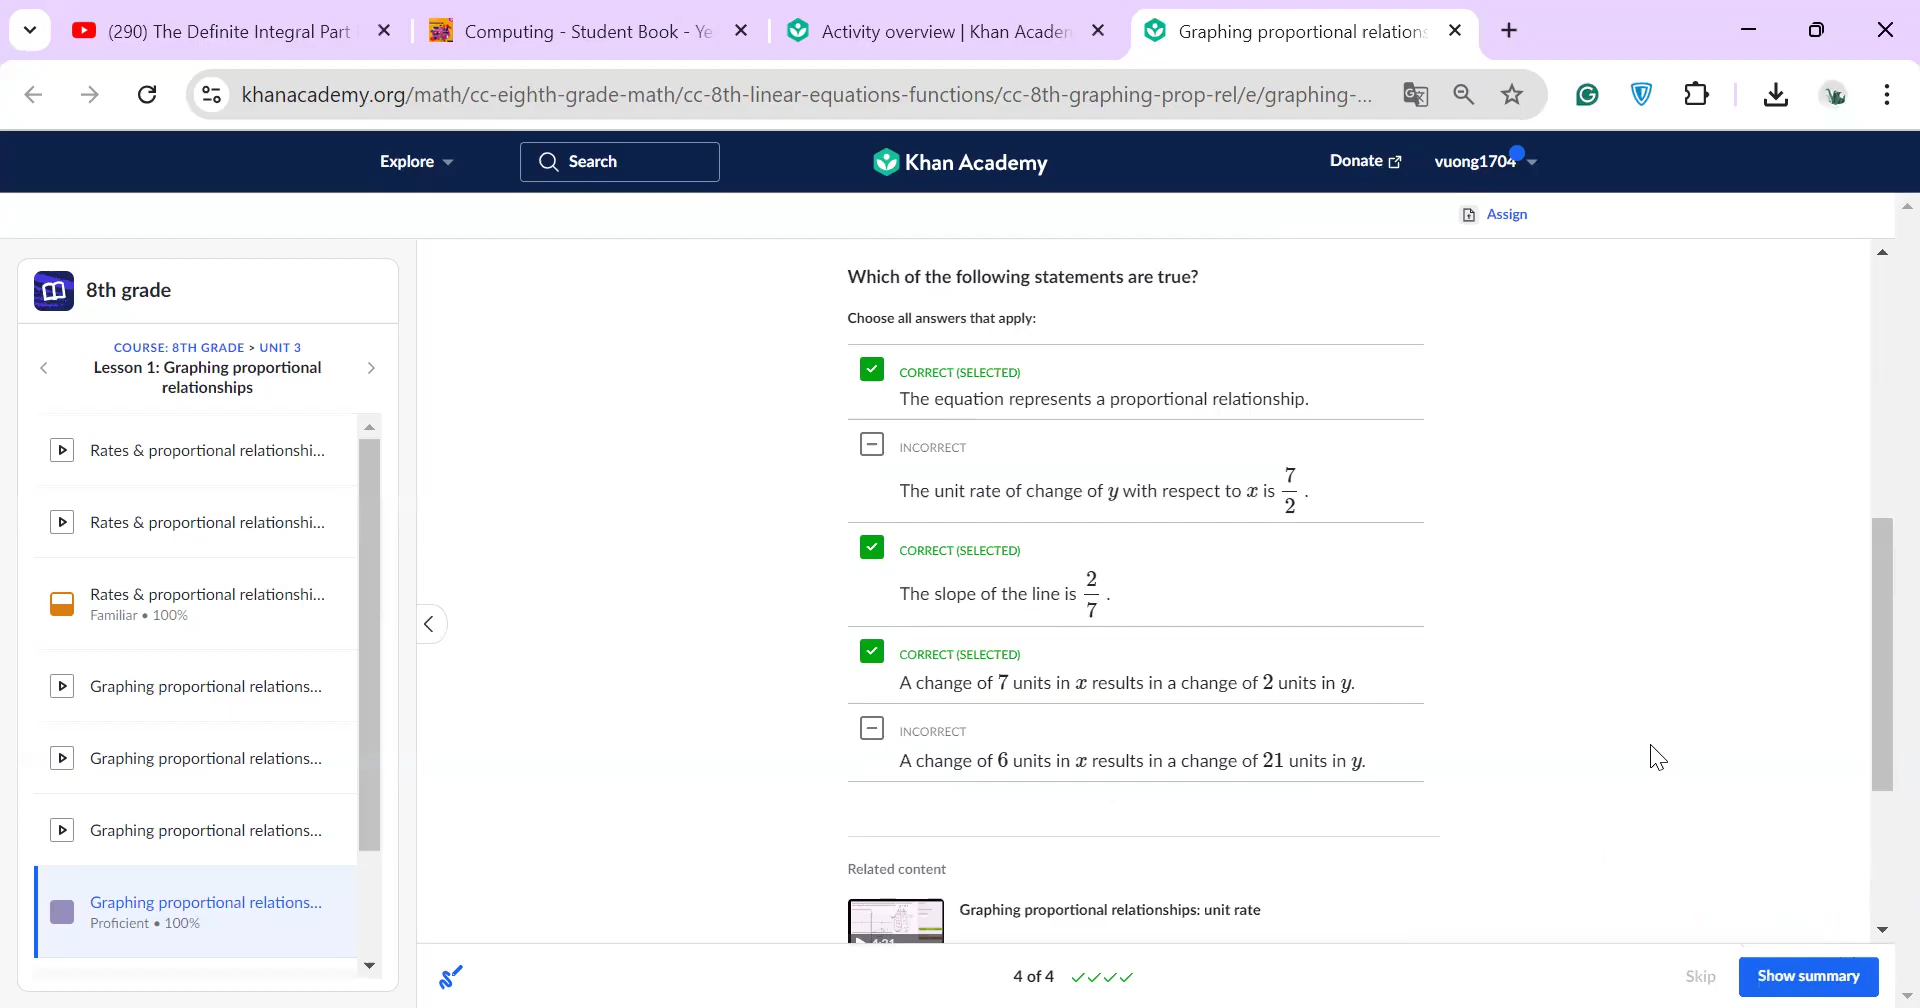 (290) The Definite Integral Part
Computing - Student Book - Ye
Activity overview | Khan Academ
Graphing proportional relations
khanacademy.org/math/cc-eighth-grade-math/cc-8th-linear-equations-functions/cc-8th-graphing-prop-rel/e/graphing-...
Explore
Search
Khan Academy
Donate
vuong1704
Assign
8th grade
COURSE: 8TH GRADE > UNIT 3
Lesson 1: Graphing proportional
relationships
Rates & proportional relationshi...
Rates & proportional relationshi...
Rates & proportional relationshi...
Familiar • 100%
Graphing proportional relations...
Graphing proportional relations...
Graphing proportional relations...
Graphing proportional relations...
Proficient • 100%
Which of the following statements are true?
Choose all answers that apply:
CORRECT (SELECTED)
The equation represents a proportional relationship.
INCORRECT
The unit rate of change of y with respect to x is 7/2 .
CORRECT (SELECTED)
The slope of the line is 2/7 .
CORRECT (SELECTED)
A change of 7 units in x results in a change of 2 units in y.
INCORRECT
A change of 6 units in x results in a change of 21 units in y.
Related content
Graphing proportional relationships: unit rate
4 of 4
Skip
Show summary